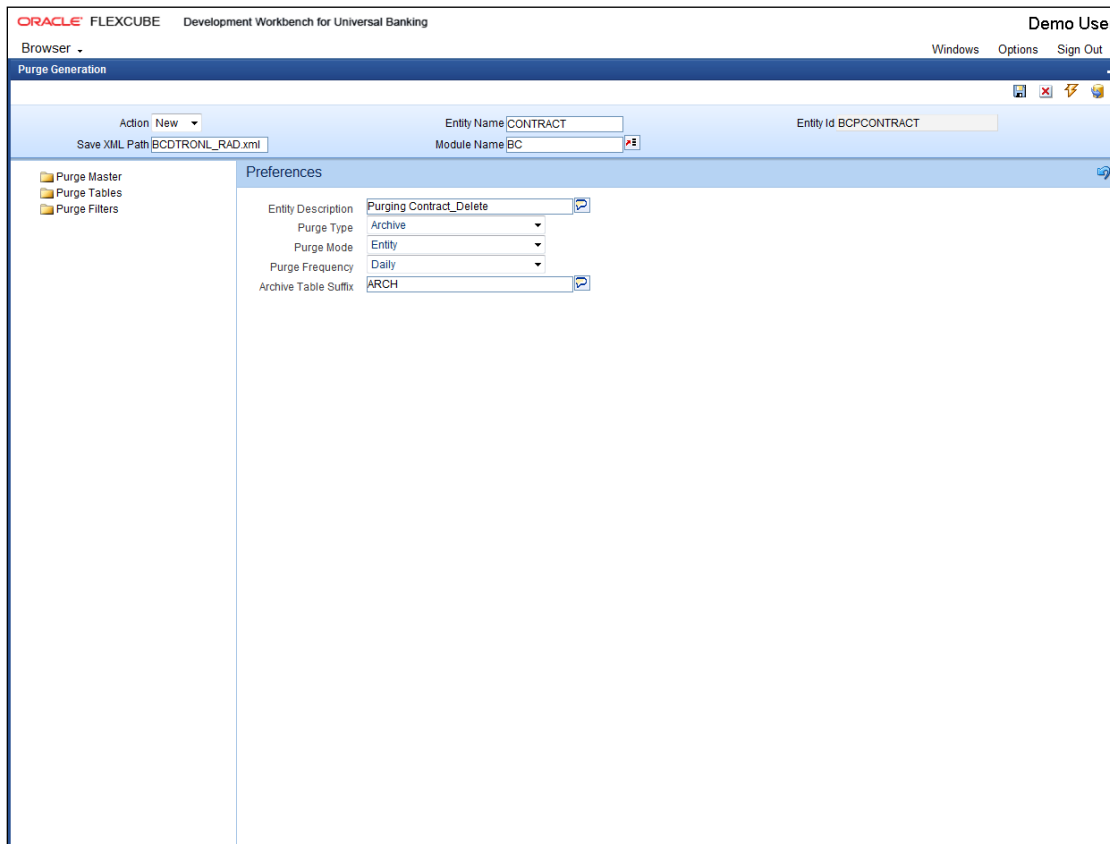 ORACLE FLEXCUBE Development Workbench for Universal Banking Demo Use
Browser Windows Options Sign Out
Purge Generation
Action New Entity Name CONTRACT Entity Id BCPCONTRACT
Save XML Path BCDTRONL_RAD.xml Module Name BC
Purge Master
Purge Tables
Purge Filters
Preferences
Entity Description Purging Contract_Delete
Purge Type Archive
Purge Mode Entity
Purge Frequency Daily
Archive Table Suffix ARCH